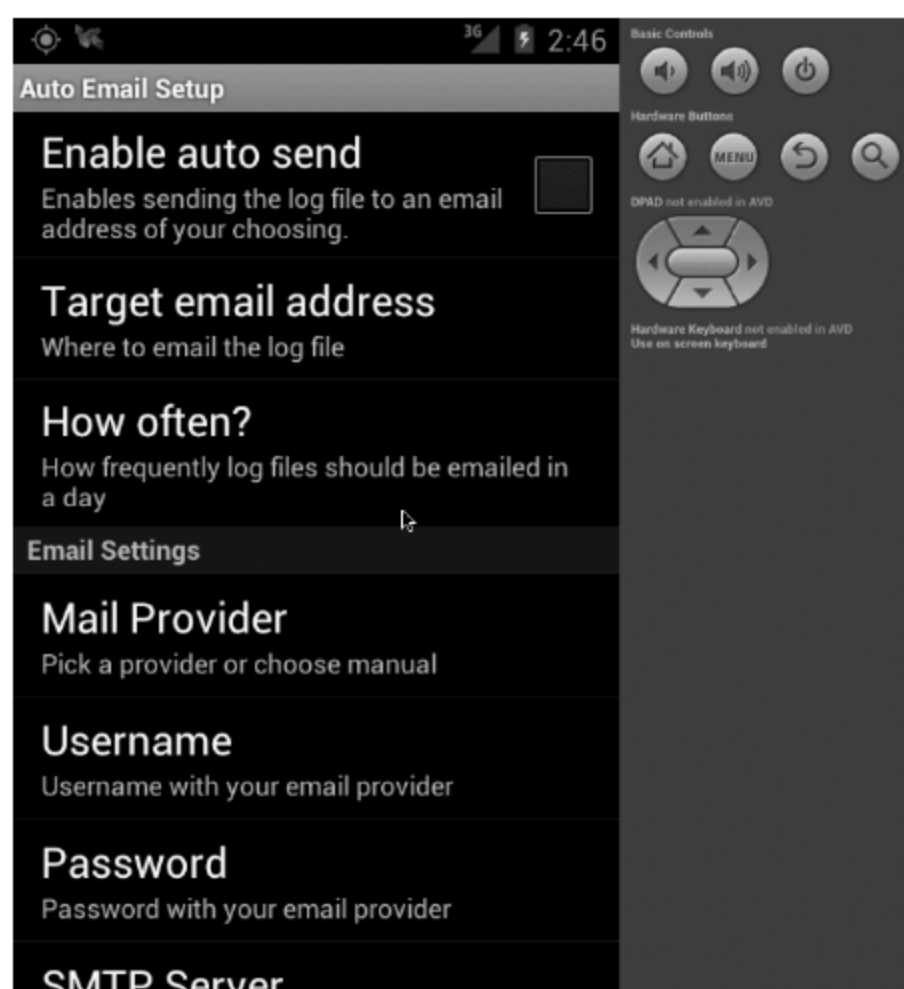 3G 2:46
Auto Email Setup
Enable auto send
Enables sending the log file to an email
address of your choosing.
Target email address
Where to email the log file
How often?
How frequently log files should be emailed in
a day
Email Settings
Mail Provider
Pick a provider or choose manual
Username
Username with your email provider
Password
Password with your email provider
SMTP Server
Basic Controls
Hardware Buttons
MENU
DPAD not enabled in AVD
Hardware Keyboard not enabled in AVD
Use on screen keyboard